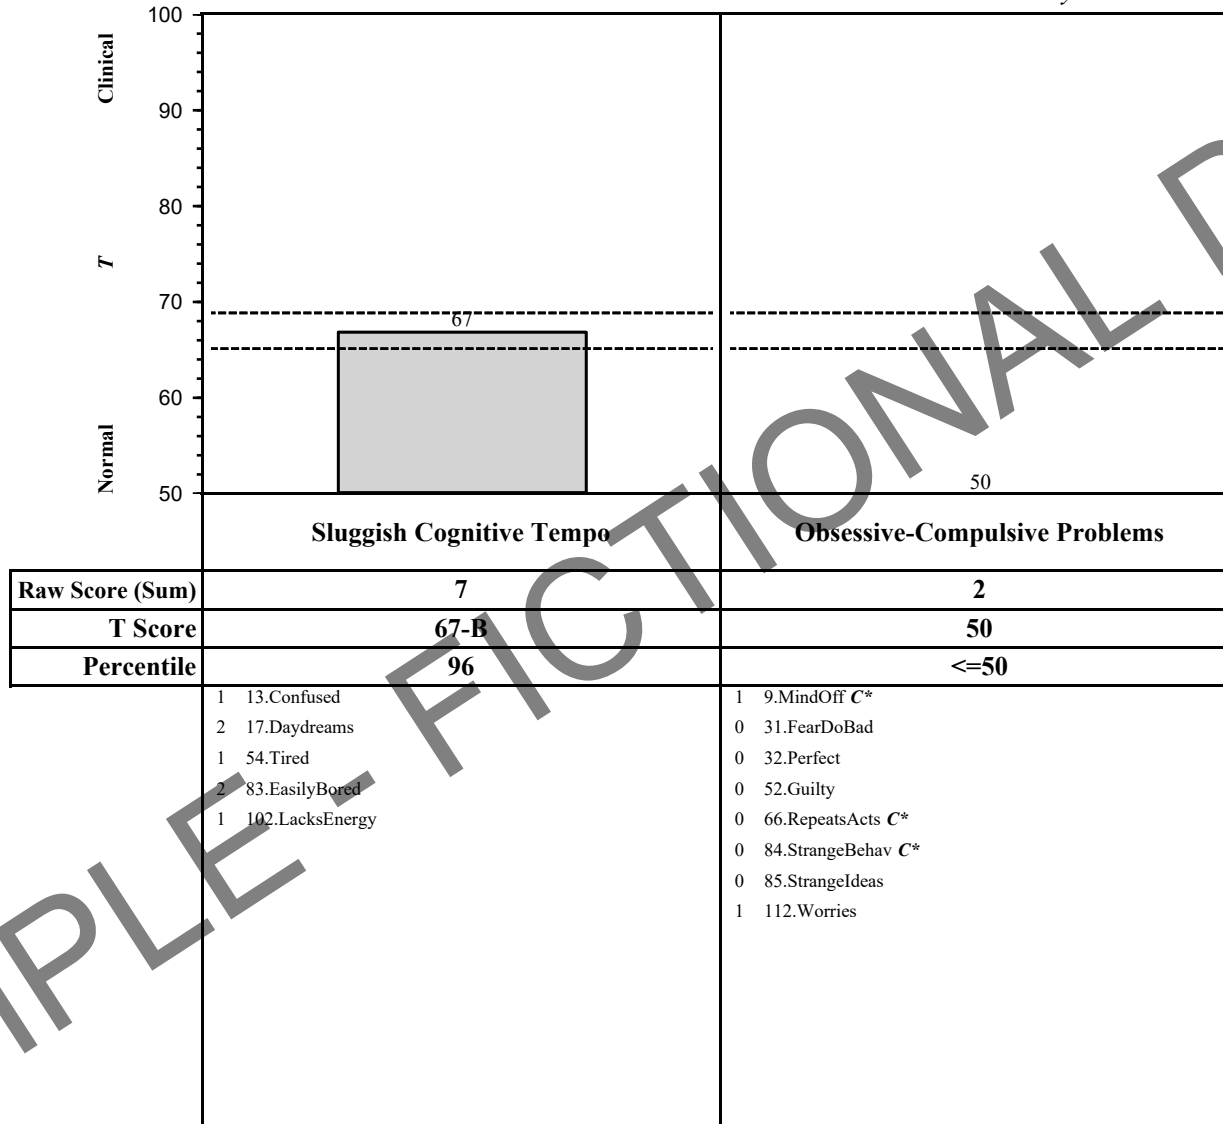 100
Clinical
90
80
T
70
67
60
Normal
50
50
Sluggish Cognitive Tempo
Obsessive-Compulsive Problems
Raw Score (Sum) 7 2
T Score 67-B 50
Percentile 96 <=50
1 13.Confused
2 17.Daydreams
1 54.Tired
2 83.EasilyBored
1 102.LacksEnergy
1 9.MindOff C*
0 31.FearDoBad
0 32.Perfect
0 52.Guilty
0 66.RepeatsActs C*
0 84.StrangeBehav C*
0 85.StrangeIdeas
1 112.Worries
MPLE - FICTIONAL D